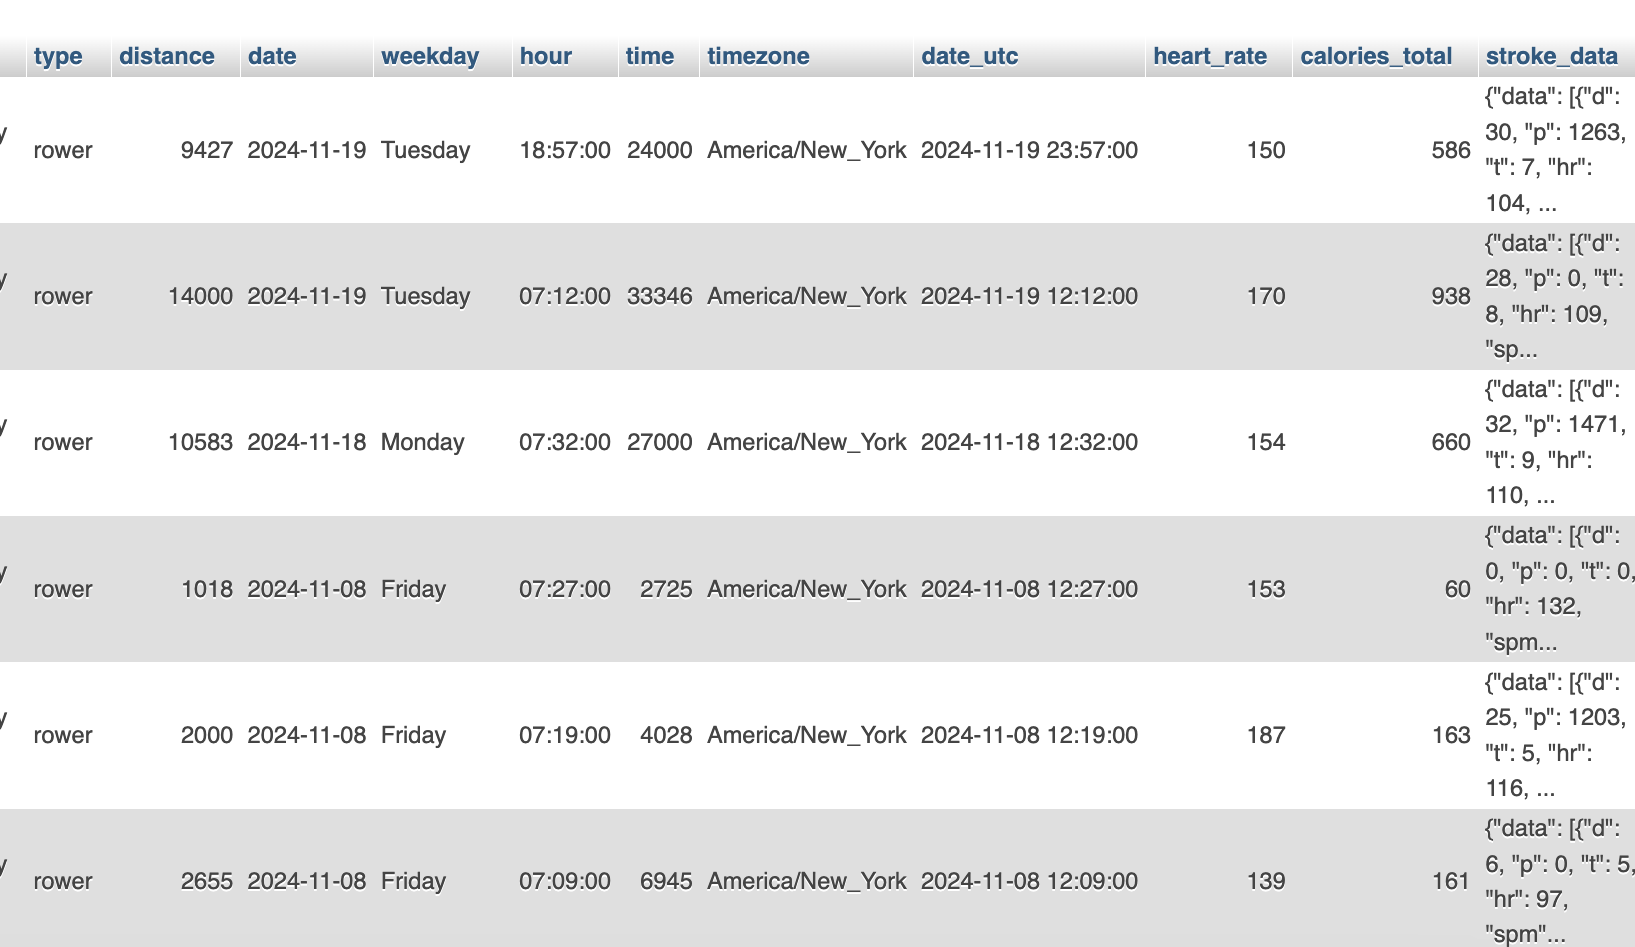 type distance date weekday hour time timezone date_utc heart_rate calories_total stroke_data
y rower 9427 2024-11-19 Tuesday 18:57:00 24000 America/New_York 2024-11-19 23:57:00 150 586 {"data": [{"d":
30, "p": 1263,
"t": 7, "hr":
104, ...
y rower 14000 2024-11-19 Tuesday 07:12:00 33346 America/New_York 2024-11-19 12:12:00 170 938 {"data": [{"d":
28, "p": 0, "t":
8, "hr": 109,
"sp...
y rower 10583 2024-11-18 Monday 07:32:00 27000 America/New_York 2024-11-18 12:32:00 154 660 {"data": [{"d":
32, "p": 1471,
"t": 9, "hr":
110, ...
y rower 1018 2024-11-08 Friday 07:27:00 2725 America/New_York 2024-11-08 12:27:00 153 60 {"data": [{"d":
0, "p": 0, "t": 0,
"hr": 132,
"spm...
y rower 2000 2024-11-08 Friday 07:19:00 4028 America/New_York 2024-11-08 12:19:00 187 163 {"data": [{"d":
25, "p": 1203,
"t": 5, "hr":
116, ...
y rower 2655 2024-11-08 Friday 07:09:00 6945 America/New_York 2024-11-08 12:09:00 139 161 {"data": [{"d":
6, "p": 0, "t": 5,
"hr": 97,
"spm"...